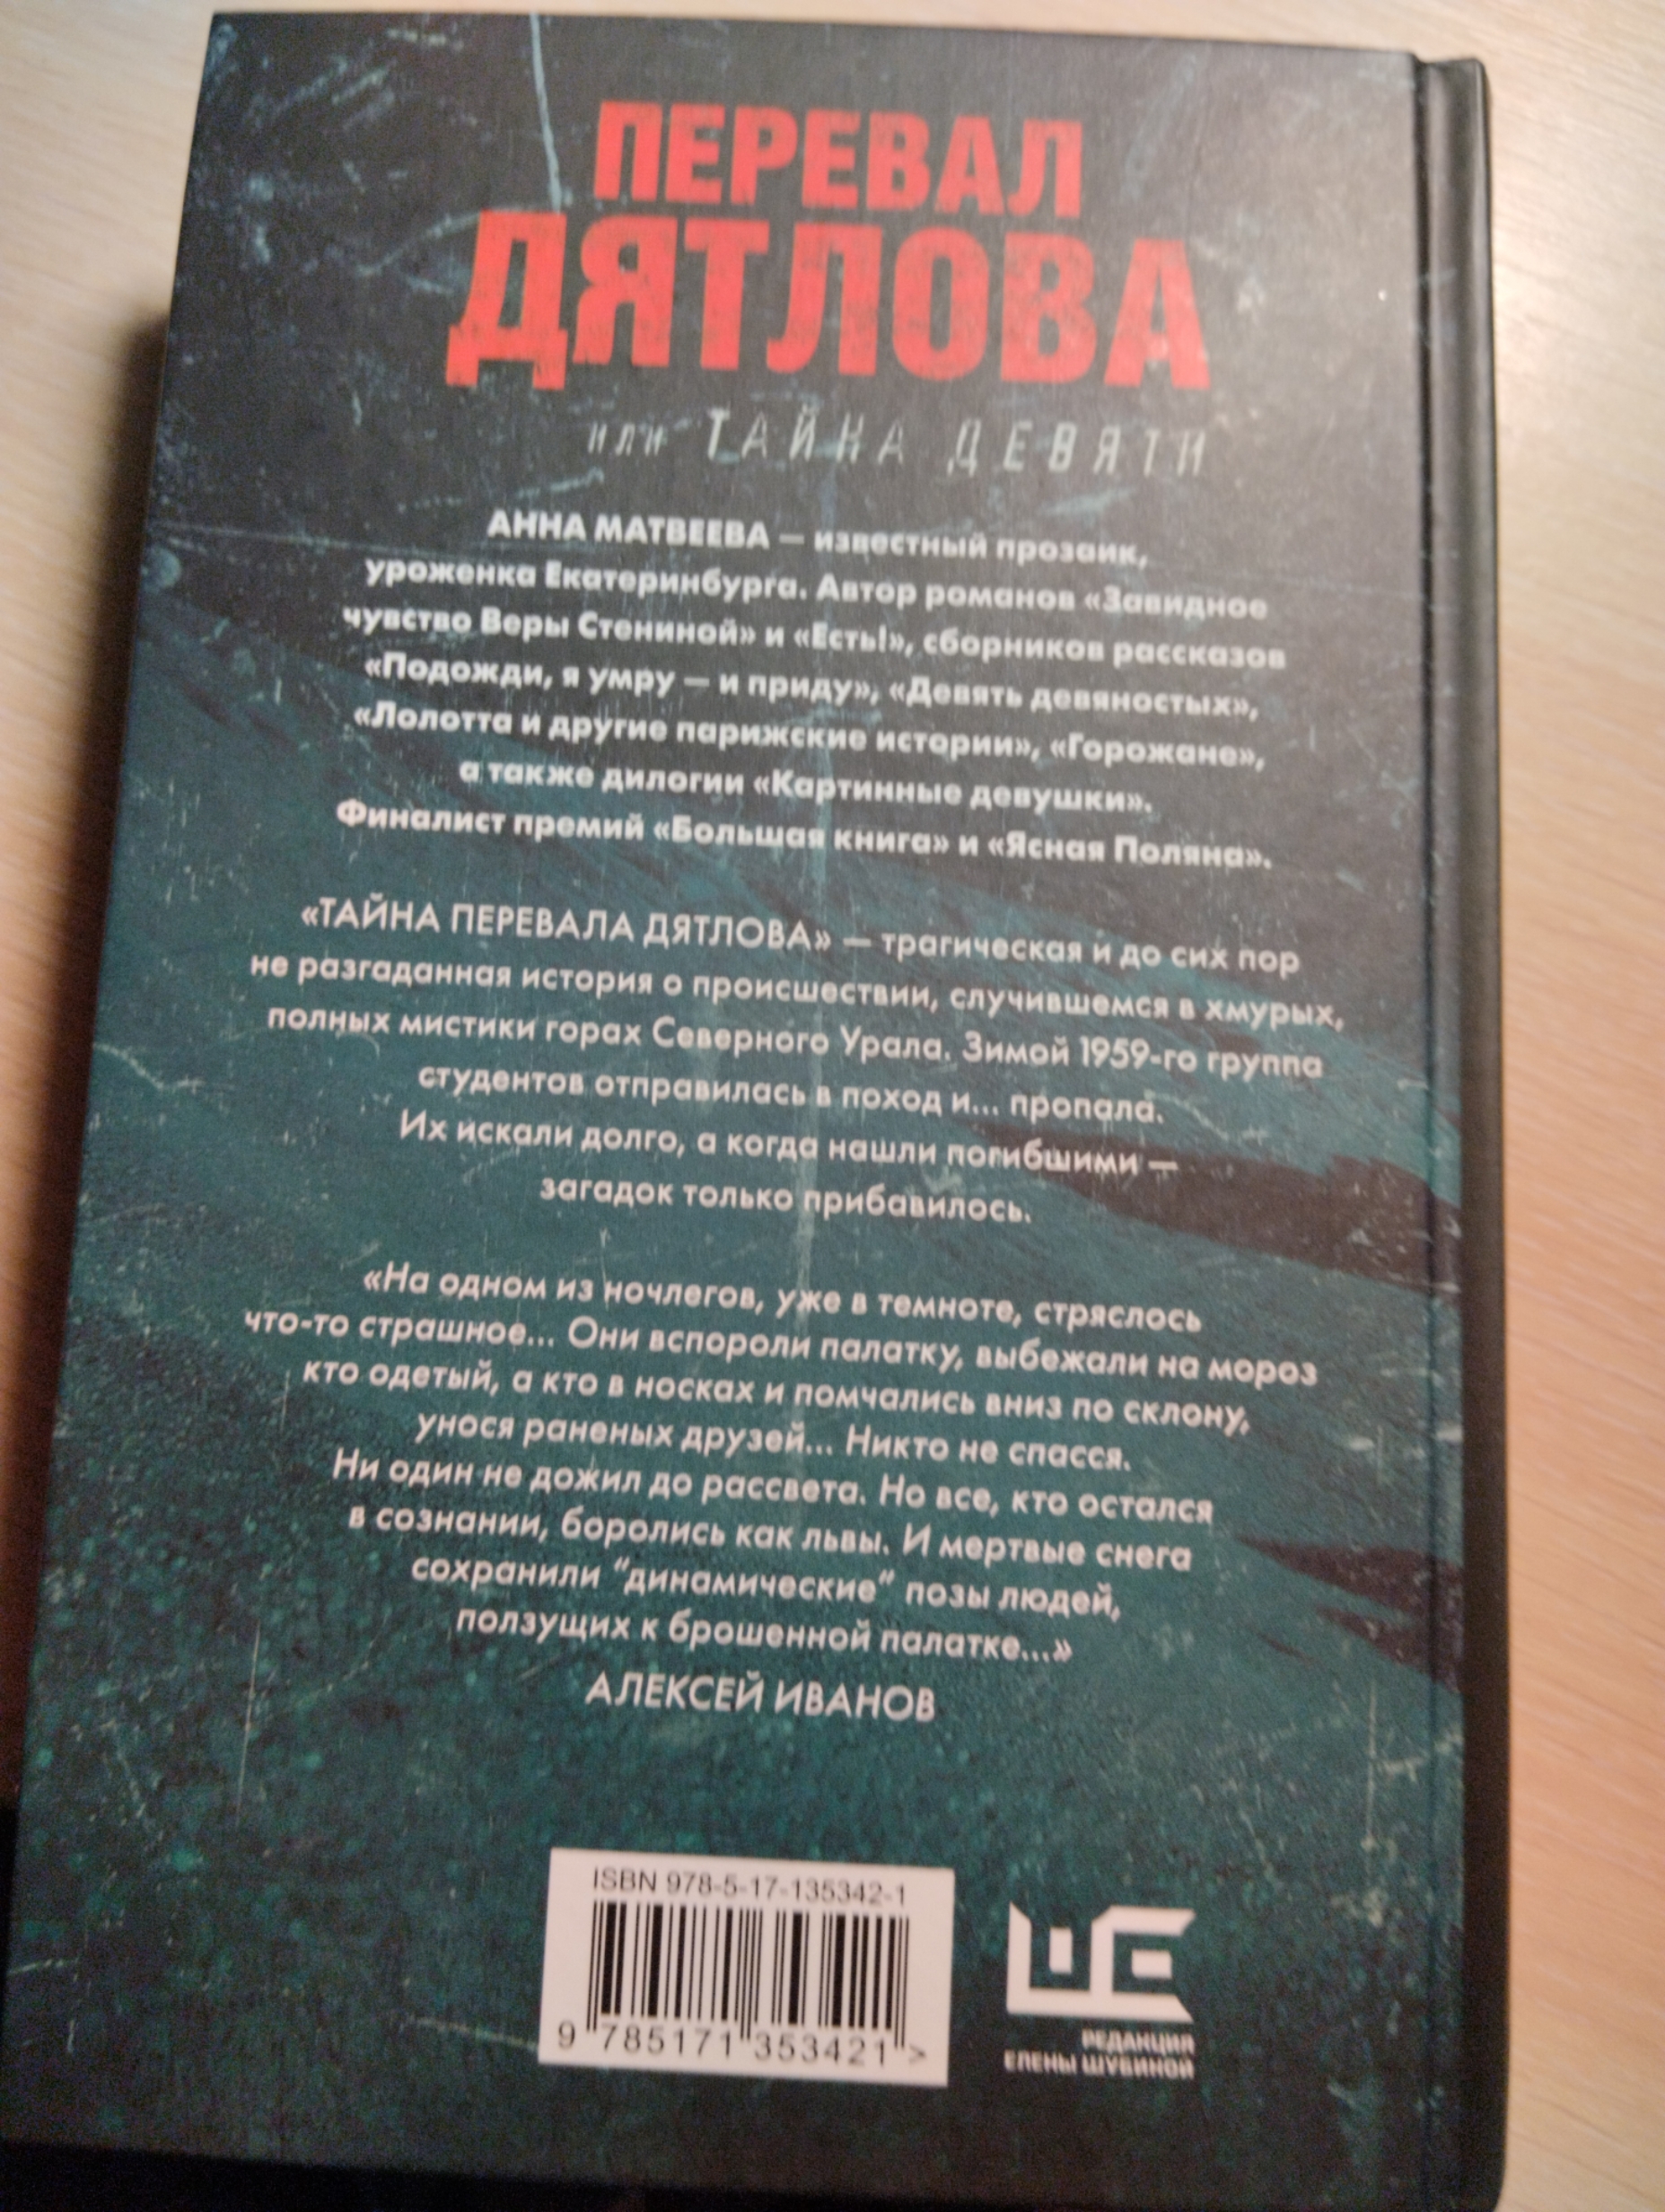 ПЕРЕВАЛ
ДЯТЛОВА
или ТАЙНА ДЕВЯТИ
АННА МАТВЕЕВА — известный прозаик,
уроженка Екатеринбурга. Автор романов «Завидное
чувство Веры Стениной» и «Есть!», сборников рассказов
«Подожди, я умру — и приду», «Девять девяностых»,
«Лолотта и другие парижские истории», «Горожане»,
а также дилогии «Картинные девушки».
Финалист премий «Большая книга» и «Ясная Поляна».
«ТАЙНА ПЕРЕВАЛА ДЯТЛОВА» — трагическая и до сих пор
не разгаданная история о происшествии, случившемся в хмурых,
полных мистики горах Северного Урала. Зимой 1959-го группа
студентов отправилась в поход и... пропала.
Их искали долго, а когда нашли погибшими —
загадок только прибавилось.
«На одном из ночлегов, уже в темноте, стряслось
что-то страшное... Они вспороли палатку, выбежали на мороз
кто одетый, а кто в носках и помчались вниз по склону,
унося раненых друзей... Никто не спасся.
Ни один не дожил до рассвета. Но все, кто остался
в сознании, боролись как львы. И мертвые снега
сохранили "динамические" позы людей,
ползущих к брошенной палатке...»
АЛЕКСЕЙ ИВАНОВ
ISBN 978-5-17-135342-1
9 785171 353421 >
РЕДАКЦИЯ
ЕЛЕНЫ ШУБИНОЙ